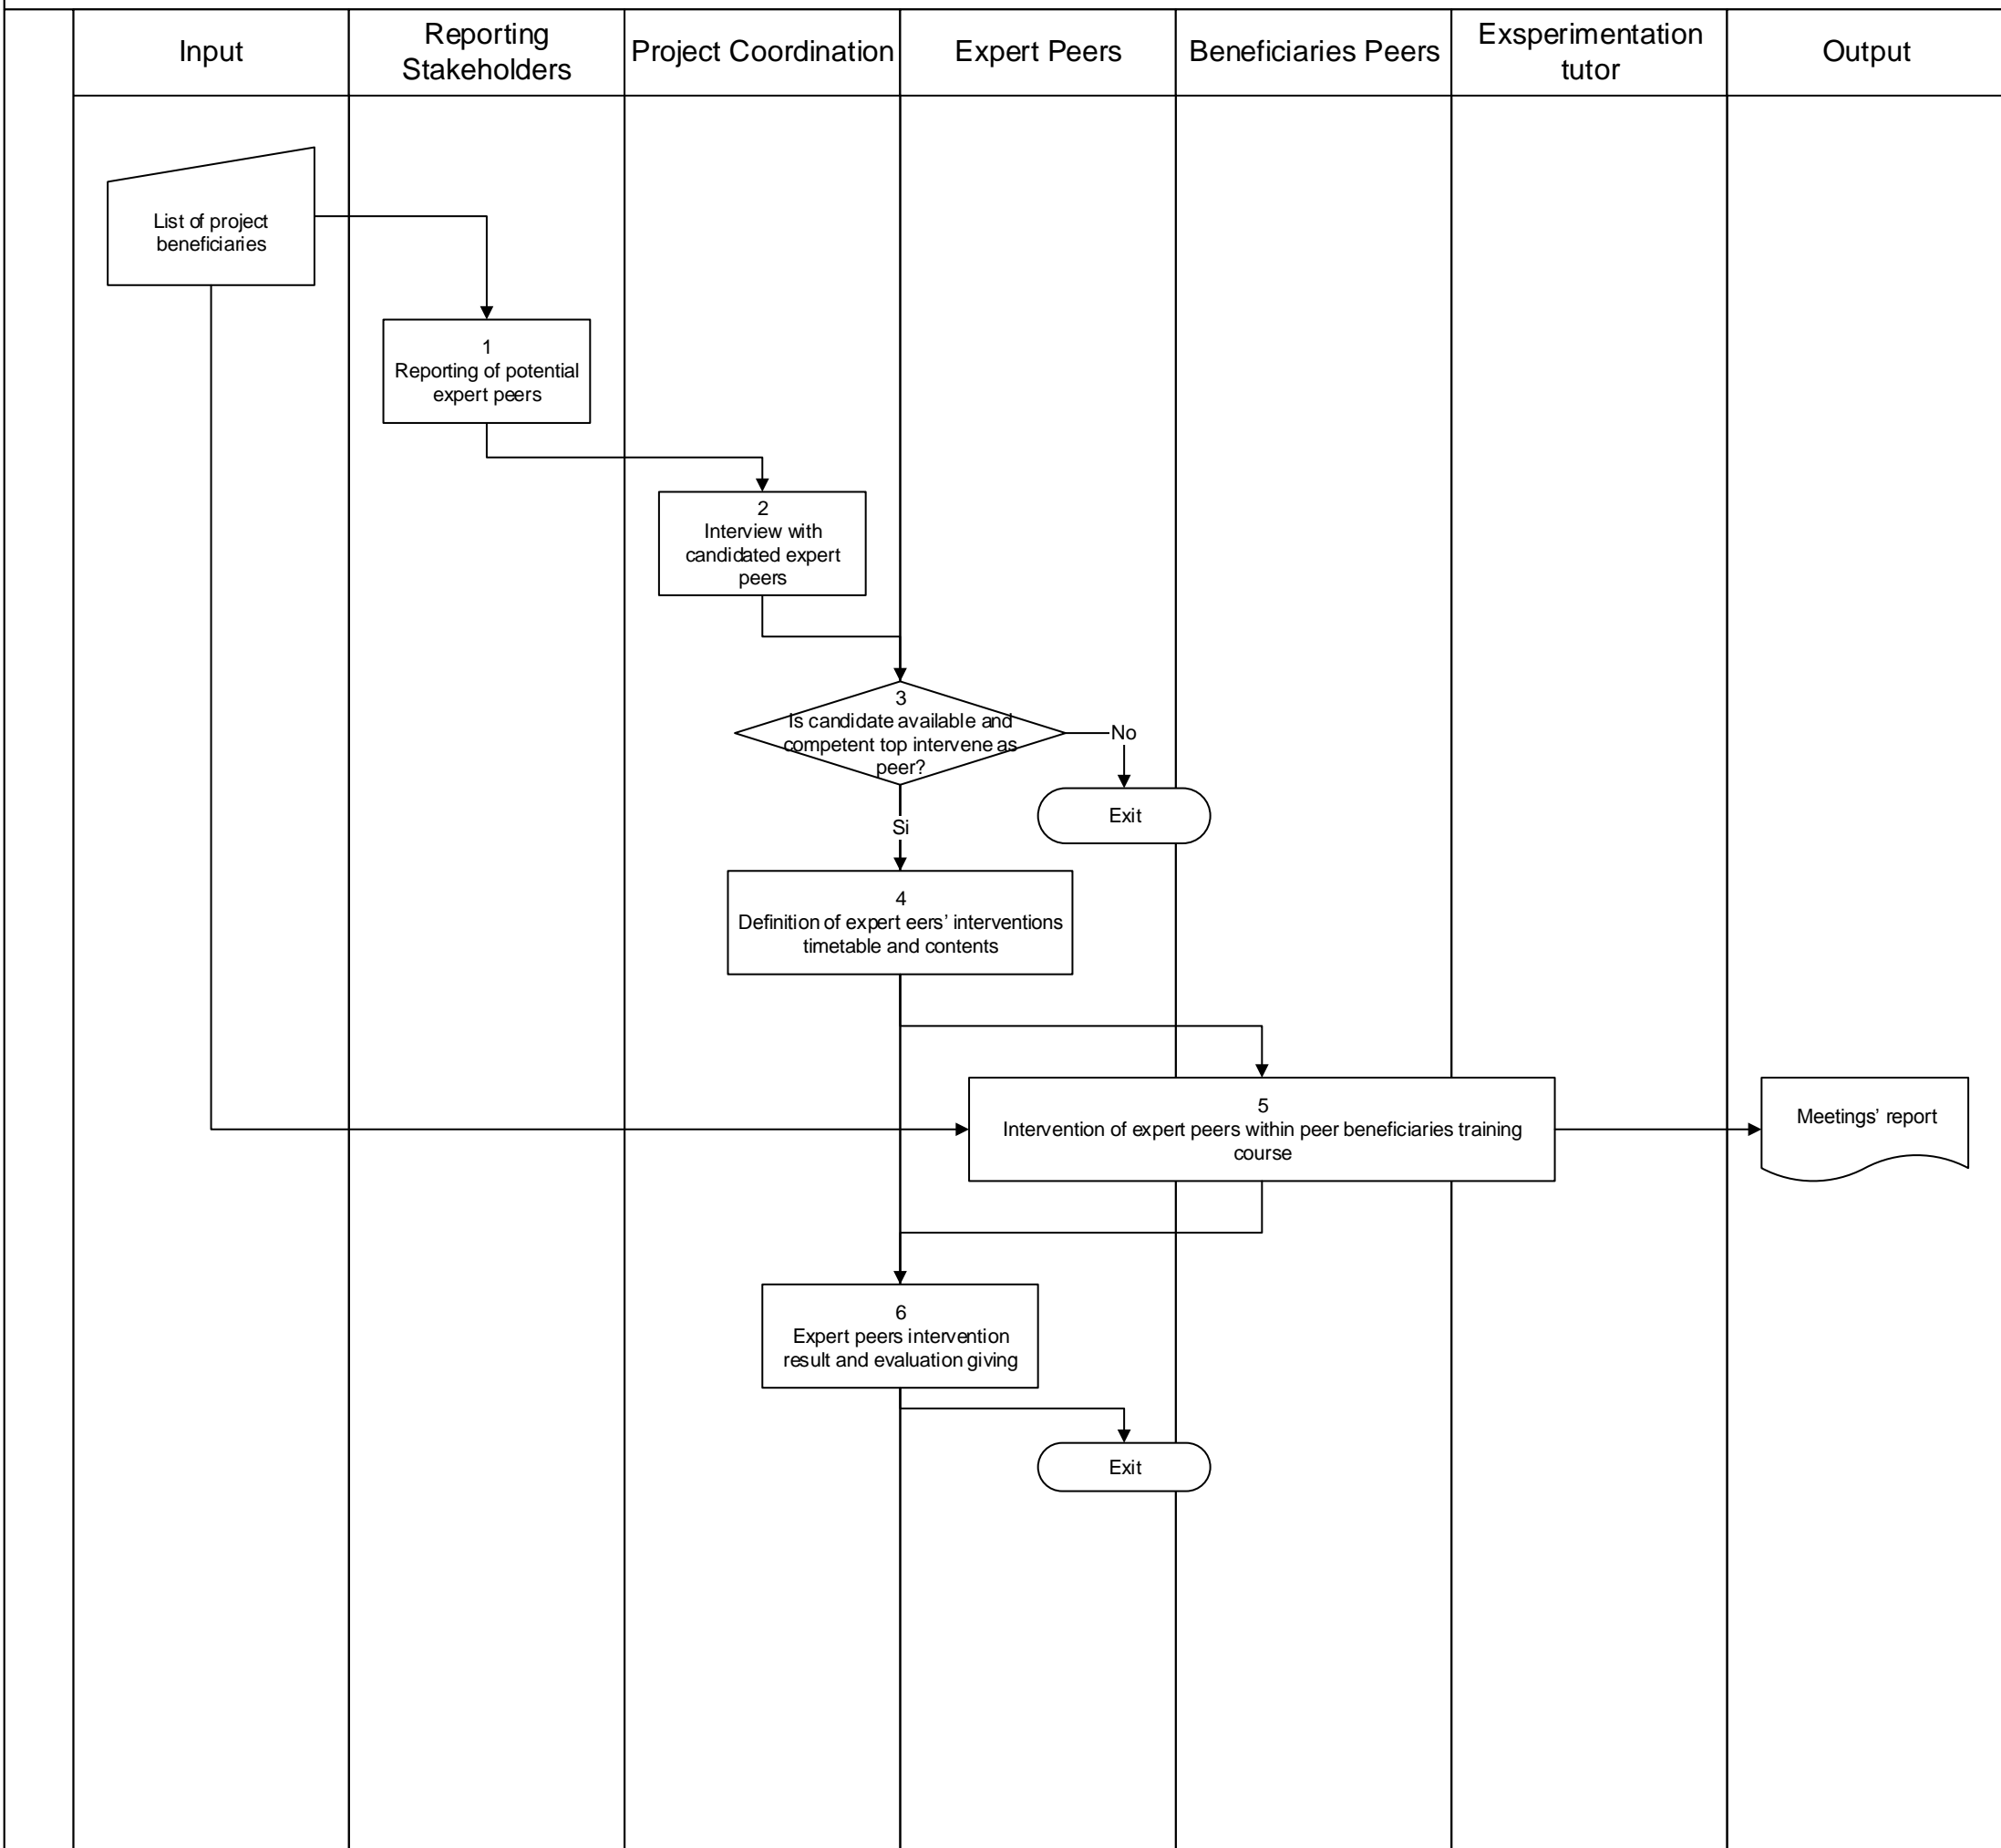 Input
Reporting
Stakeholders
Project Coordination
Expert Peers
Beneficiaries Peers
Exsperimentation
tutor
Output
List of project
beneficiaries
1
Reporting of potential
expert peers
2
Interview with
candidated expert
peers
3
Is candidate available and
competent top intervene as
peer?
No
Exit
Si
4
Definition of expert eers’ interventions
timetable and contents
5
Intervention of expert peers within peer beneficiaries training
course
Meetings’ report
6
Expert peers intervention
result and evaluation giving
Exit